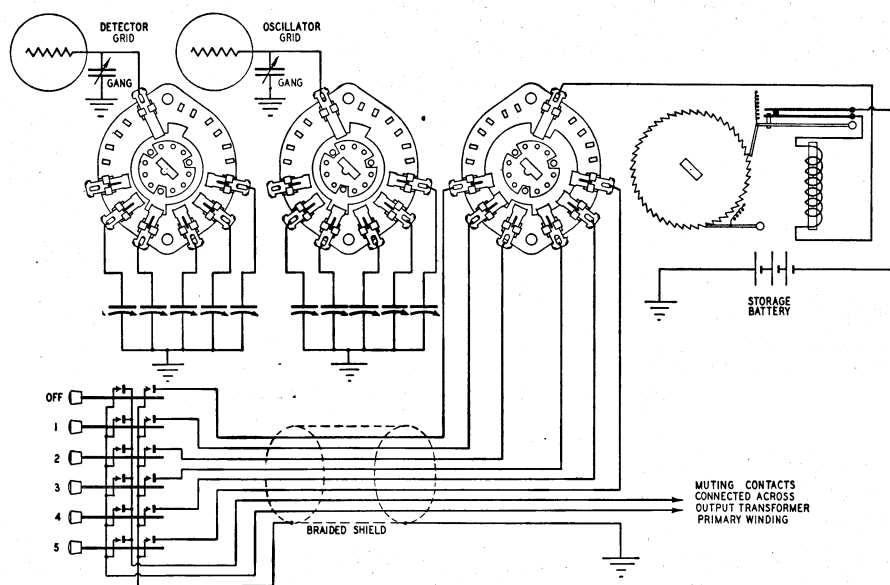 DETECTOR
GRID
OSCILLATOR
GRID
GANG
GANG
STORAGE
BATTERY
OFF
1
2
3
4
5
MUTING CONTACTS
CONNECTED ACROSS
OUTPUT TRANSFORMER
PRIMARY WINDING
BRAIDED SHIELD